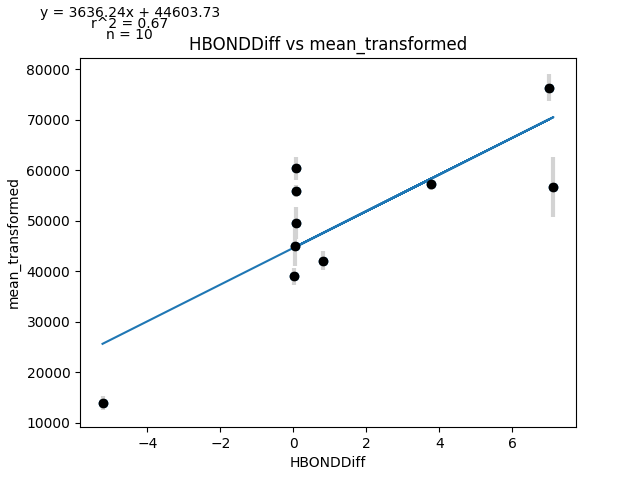 y = 3636.24x + 44603.73
r^2 = 0.67
n = 10
HBONDDiff vs mean_transformed
80000
70000
60000
50000
40000
30000
20000
10000
mean_transformed
−4
−2
0
2
4
6
HBONDDiff